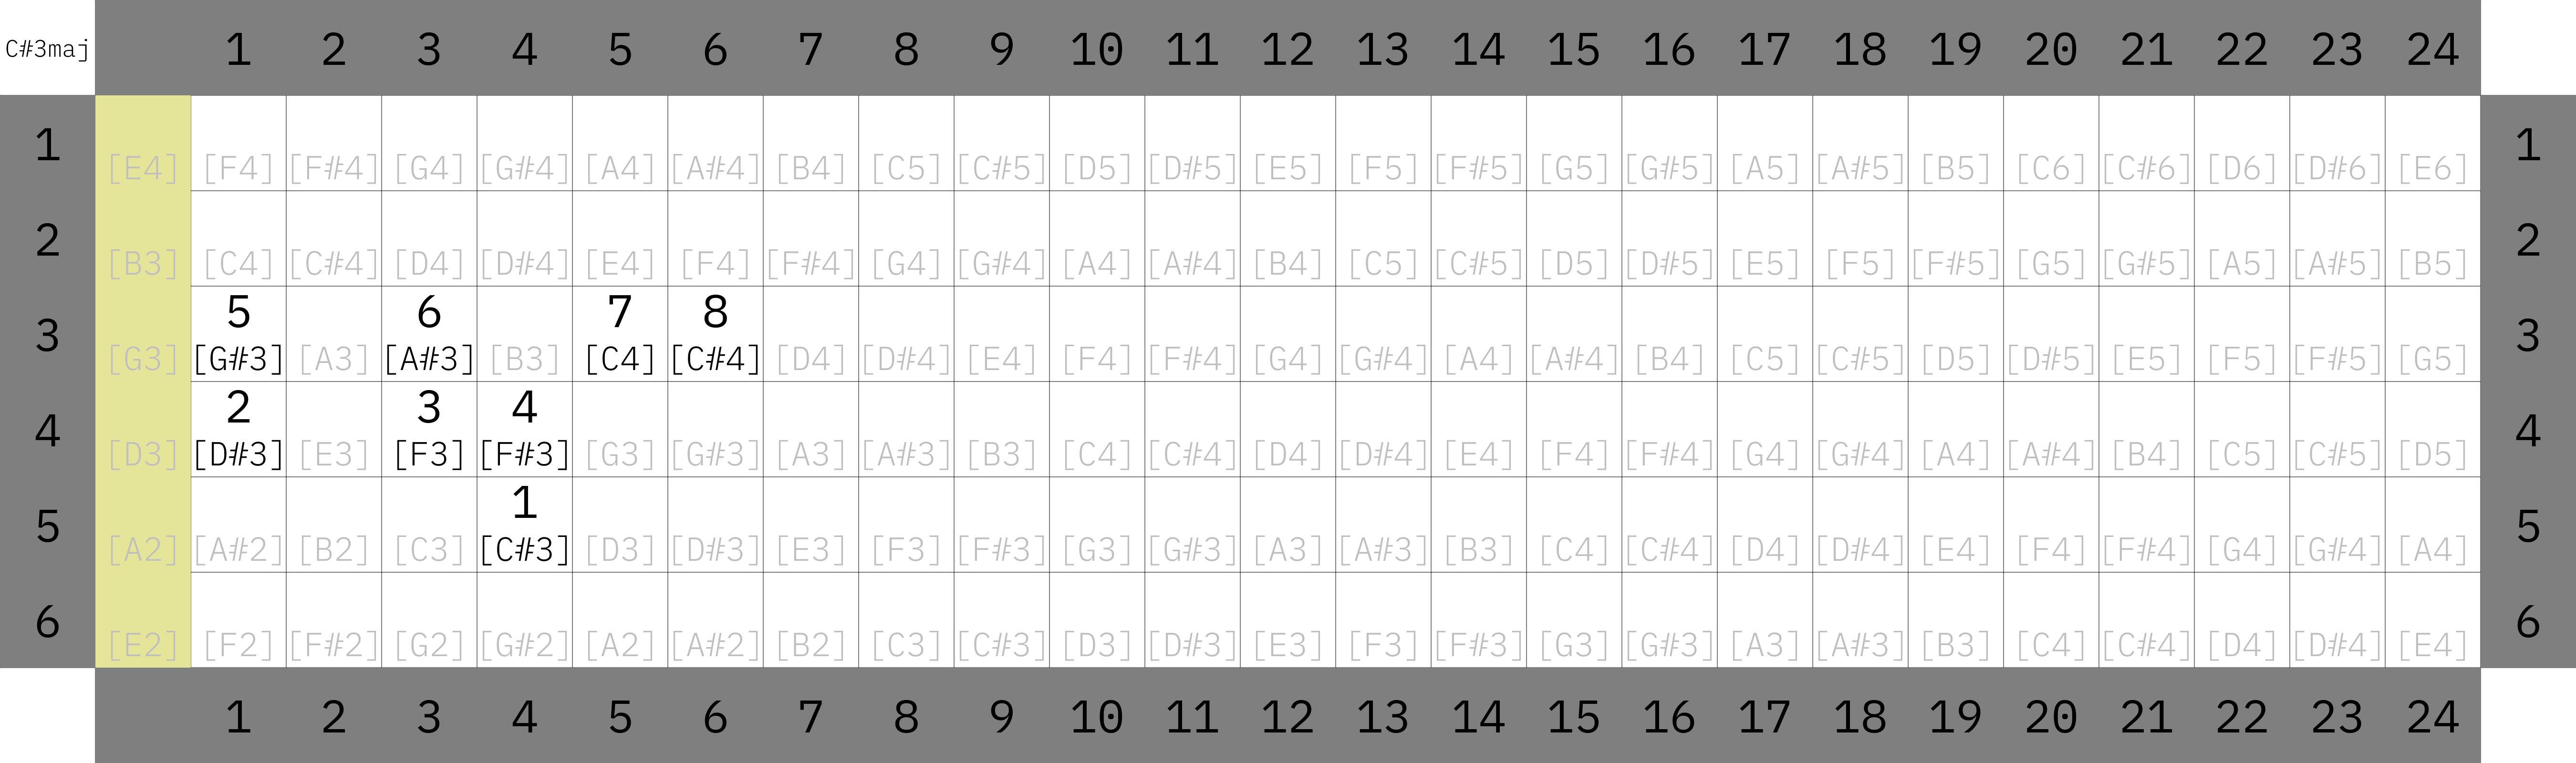 C#3maj 1 2 3 4 5 6 7 8 9 10 11 12 13 14 15 16 17 18 19 20 21 22 23 24
1 [E4] [F4] [F#4] [G4] [G#4] [A4] [A#4] [B4] [C5] [C#5] [D5] [D#5] [E5] [F5] [F#5] [G5] [G#5] [A5] [A#5] [B5] [C6] [C#6] [D6] [D#6] [E6] 1
2 [B3] [C4] [C#4] [D4] [D#4] [E4] [F4] [F#4] [G4] [G#4] [A4] [A#4] [B4] [C5] [C#5] [D5] [D#5] [E5] [F5] [F#5] [G5] [G#5] [A5] [A#5] [B5] 2
5 6 7 8
3 [G3] [G#3] [A3] [A#3] [B3] [C4] [C#4] [D4] [D#4] [E4] [F4] [F#4] [G4] [G#4] [A4] [A#4] [B4] [C5] [C#5] [D5] [D#5] [E5] [F5] [F#5] [G5] 3
2 3 4
4 [D3] [D#3] [E3] [F3] [F#3] [G3] [G#3] [A3] [A#3] [B3] [C4] [C#4] [D4] [D#4] [E4] [F4] [F#4] [G4] [G#4] [A4] [A#4] [B4] [C5] [C#5] [D5] 4
1
5 [A2] [A#2] [B2] [C3] [C#3] [D3] [D#3] [E3] [F3] [F#3] [G3] [G#3] [A3] [A#3] [B3] [C4] [C#4] [D4] [D#4] [E4] [F4] [F#4] [G4] [G#4] [A4] 5
6 [E2] [F2] [F#2] [G2] [G#2] [A2] [A#2] [B2] [C3] [C#3] [D3] [D#3] [E3] [F3] [F#3] [G3] [G#3] [A3] [A#3] [B3] [C4] [C#4] [D4] [D#4] [E4] 6
1 2 3 4 5 6 7 8 9 10 11 12 13 14 15 16 17 18 19 20 21 22 23 24